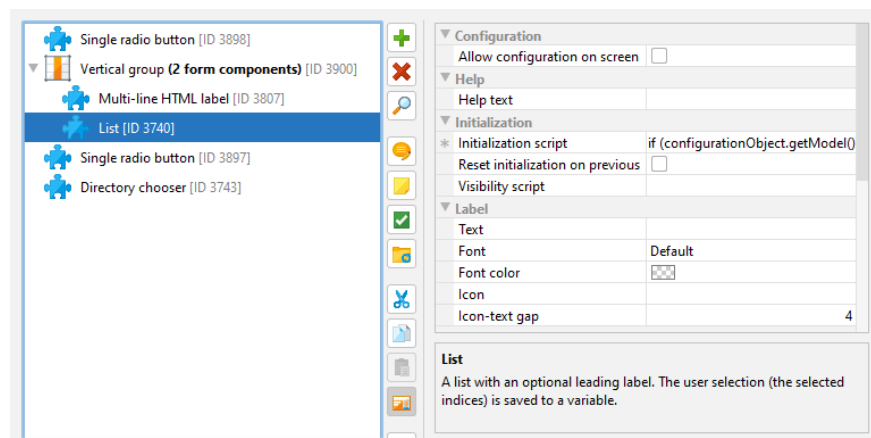 Single radio button [ID 3898]
Vertical group (2 form components) [ID 3900]
Multi-line HTML label [ID 3807]
List [ID 3740]
Single radio button [ID 3897]
Directory chooser [ID 3743]
Configuration
Allow configuration on screen
Help
Help text
Initialization
* Initialization script if (configurationObject.getModel()
Reset initialization on previous
Visibility script
Label
Text
Font Default
Font color
Icon
Icon-text gap 4
List
A list with an optional leading label. The user selection (the selected
indices) is saved to a variable.